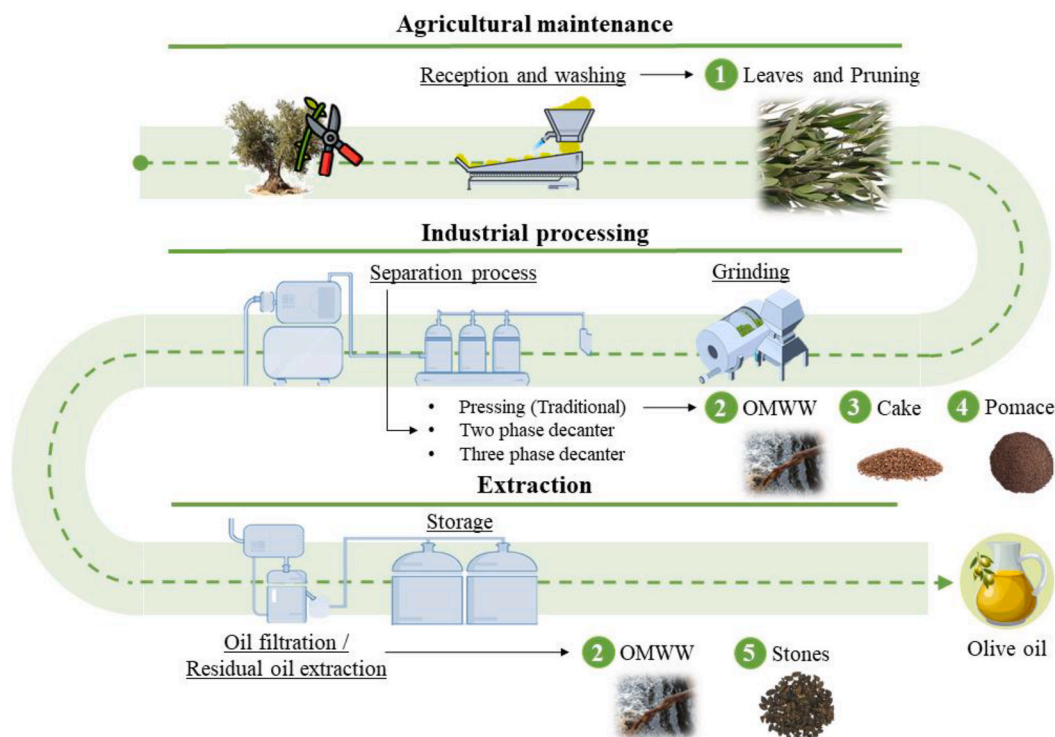 Agricultural maintenance
Reception and washing
1 Leaves and Pruning
Industrial processing
Separation process
Grinding
• Pressing (Traditional)
• Two phase decanter
• Three phase decanter
2 OMWW
3 Cake
4 Pomace
Extraction
Storage
Oil filtration /
Residual oil extraction
2 OMWW
5 Stones
Olive oil